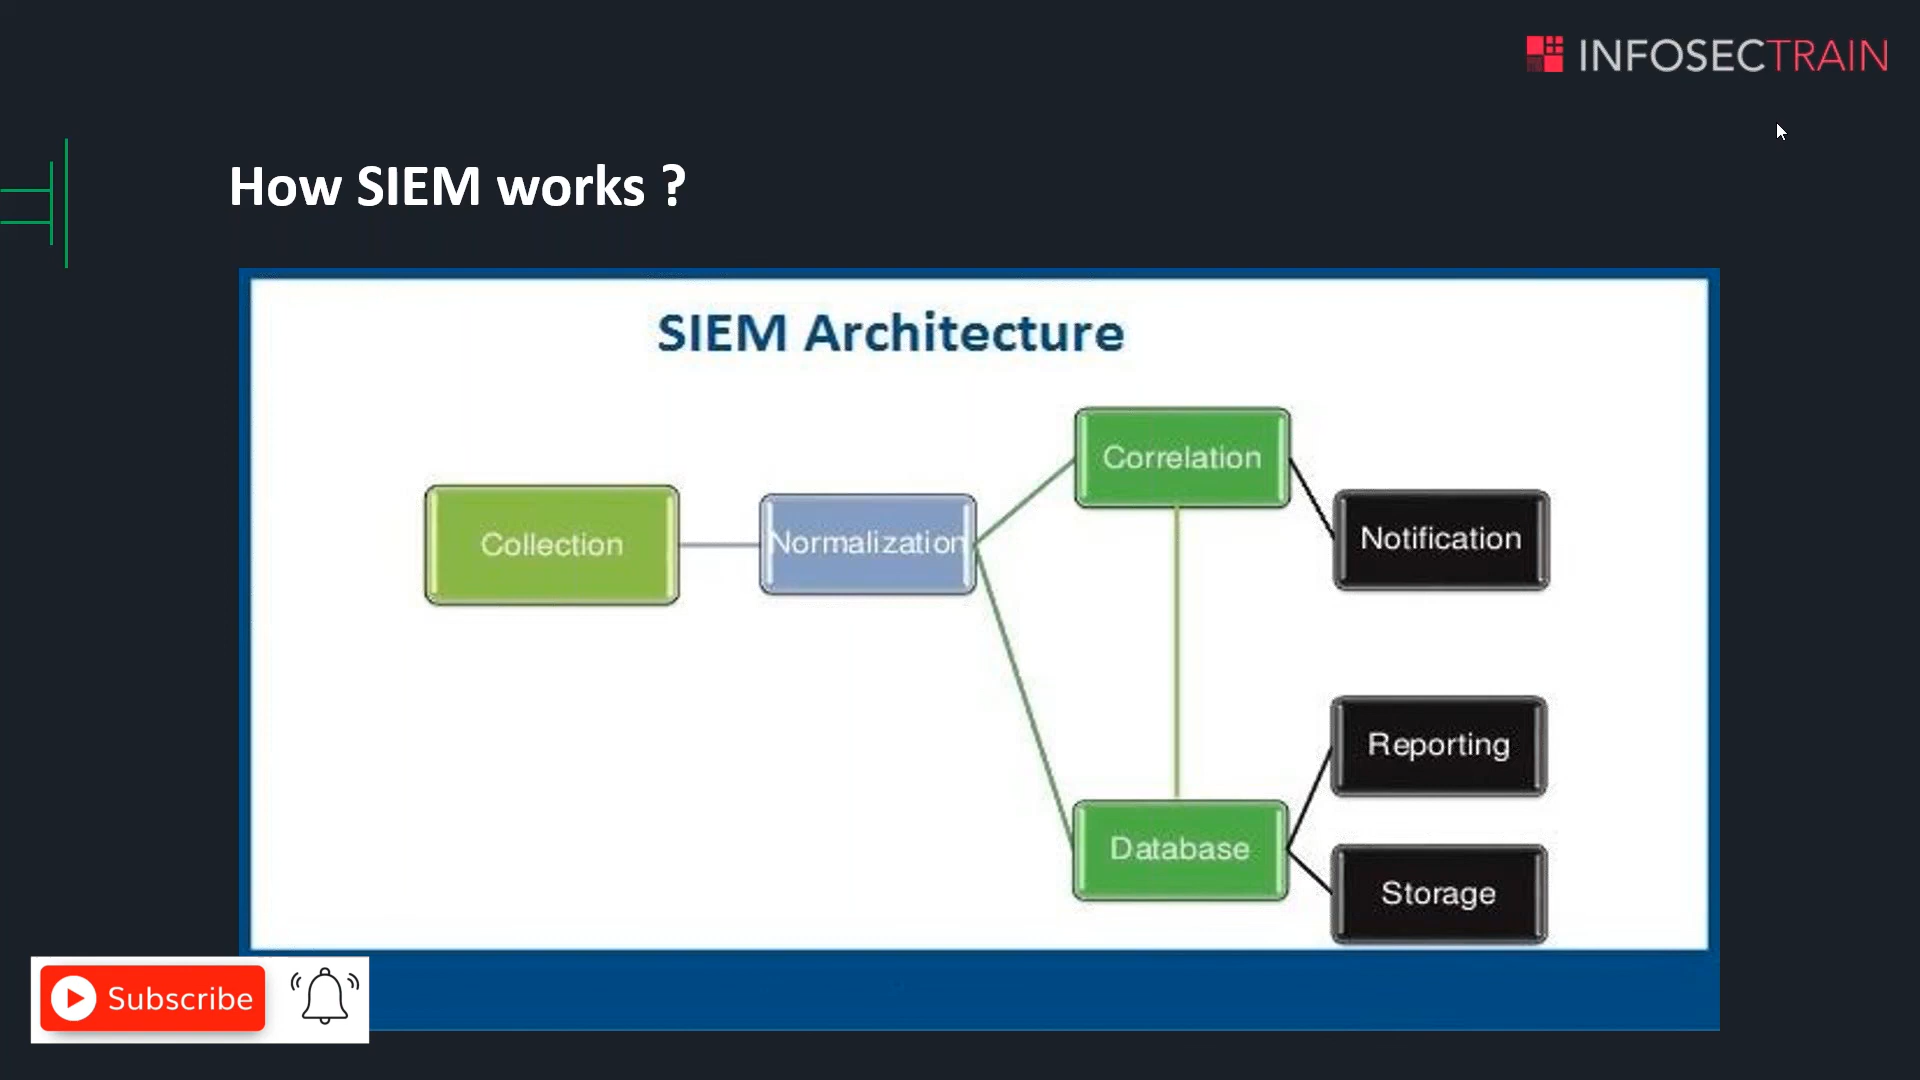 INFOSECTRAIN
How SIEM works ?
SIEM Architecture
Correlation
Collection
Normalization
Notification
Reporting
Database
Storage
Subscribe